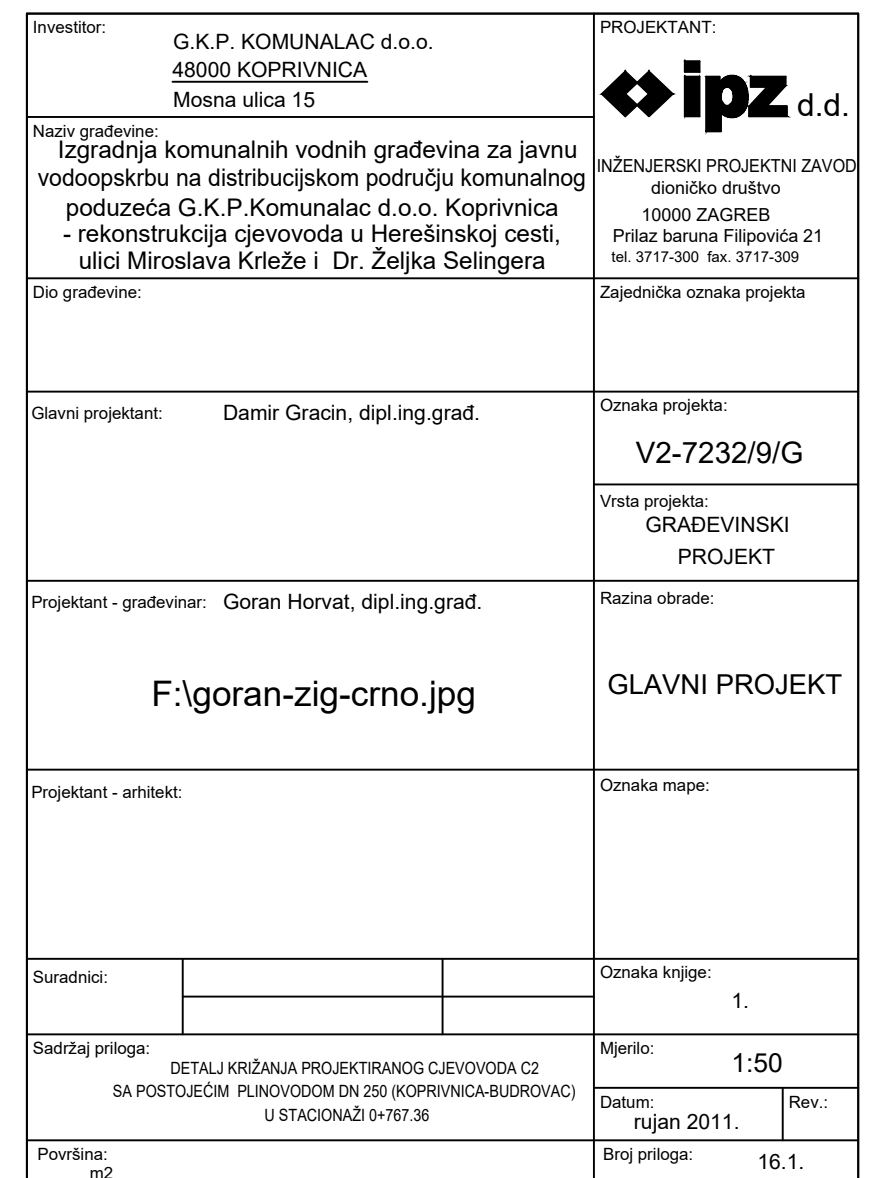 Investitor:
G.K.P. KOMUNALAC d.o.o.
48000 KOPRIVNICA
Mosna ulica 15
PROJEKTANT:
ipz d.d.
INŽENJERSKI PROJEKTNI ZAVOD
dioničko društvo
10000 ZAGREB
Prilaz baruna Filipovića 21
tel. 3717-300 fax. 3717-309
Naziv građevine:
Izgradnja komunalnih vodnih građevina za javnu
vodoopskrbu na distribucijskom području komunalnog
poduzeća G.K.P.Komunalac d.o.o. Koprivnica
- rekonstrukcija cjevovoda u Herešinskoj cesti,
ulici Miroslava Krleže i Dr. Željka Selingera
Dio građevine:
Zajednička oznaka projekta
Glavni projektant: Damir Gracin, dipl.ing.građ.
Oznaka projekta:
V2-7232/9/G
Vrsta projekta:
GRAĐEVINSKI
PROJEKT
Projektant - građevinar: Goran Horvat, dipl.ing.građ.
F:\goran-zig-crno.jpg
Razina obrade:
GLAVNI PROJEKT
Projektant - arhitekt:
Oznaka mape:
Suradnici:
Oznaka knjige:
1.
Sadržaj priloga:
DETALJ KRIŽANJA PROJEKTIRANOG CJEVOVODA C2
SA POSTOJEĆIM PLINOVODOM DN 250 (KOPRIVNICA-BUDROVAC)
U STACIONAŽI 0+767.36
Mjerilo:
1:50
Datum:
rujan 2011.
Rev.:
Površina:
m2
Broj priloga:
16.1.